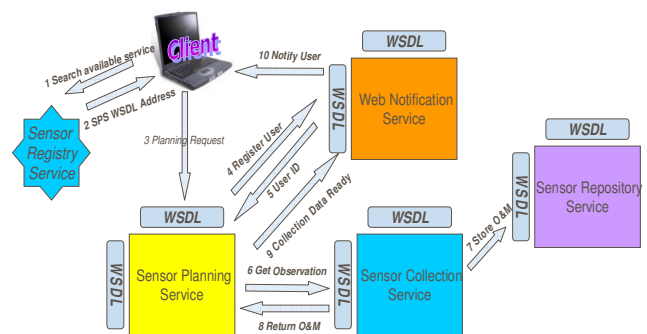 Client
WSDL
10 Notify User
1 Search available service
WSDL
Web Notification
Service
2 SPS WSDL Address
Sensor
Registry
Service
3 Planning Request
4 Register User
5 User ID
9 Collection Data Ready
WSDL
WSDL
Sensor Repository
Service
WSDL
WSDL
WSDL
Sensor Planning
Service
6 Get Observation
WSDL
Sensor Collection
Service
7 Store O&M
8 Return O&M